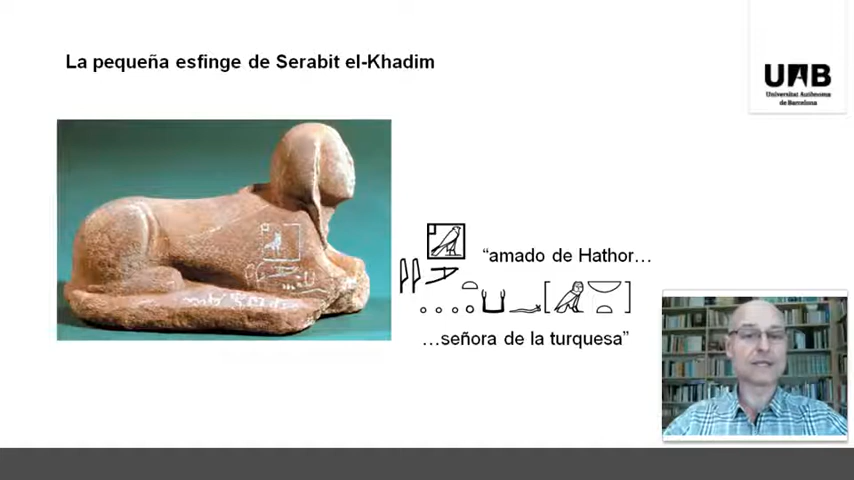 La pequeña esfinge de Serabit el-Khadim
UAB
Universitat Autònoma
de Barcelona
“amado de Hathor…
…señora de la turquesa”